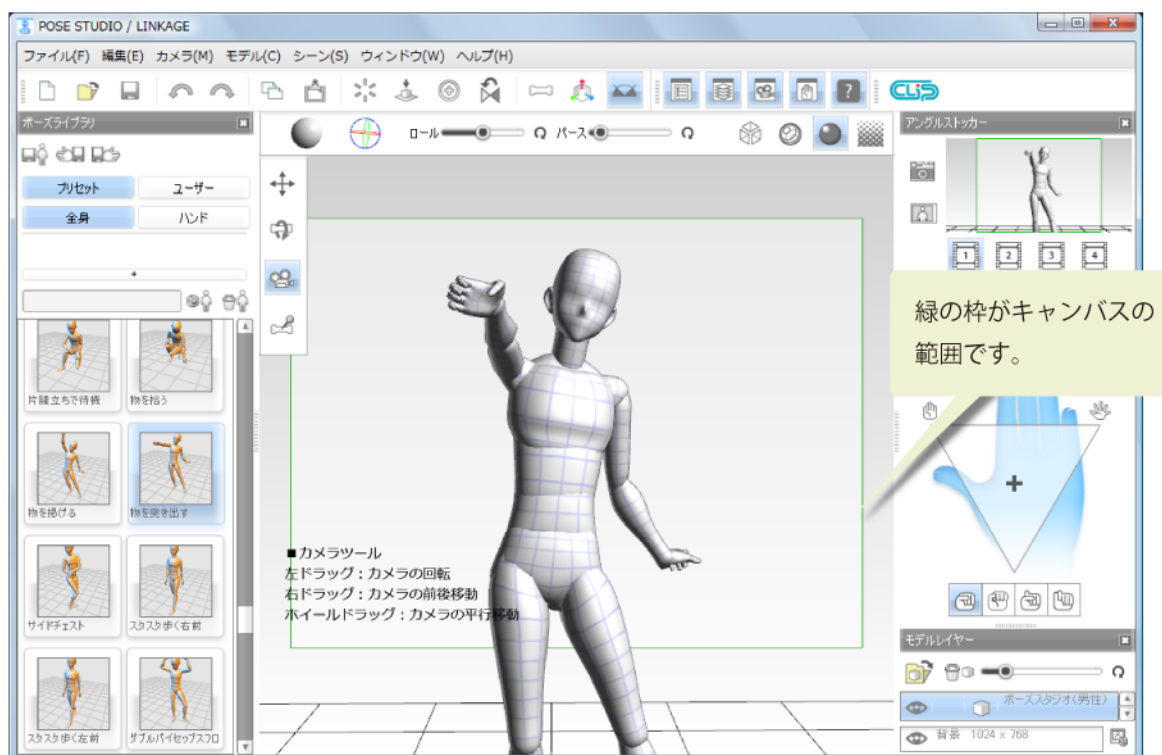 POSE STUDIO / LINKAGE
ファイル(F) 編集(E) カメラ(M) モデル(C) シーン(S) ウィンドウ(W) ヘルプ(H)
CLIP
ポーズライブラリ
プリセット
ユーザー
全身
ハンド
片膝立ちで待機
物を拾う
物を掲げる
物を突き出す
サイドチェスト
スタスタ歩く右前
スタスタ歩く左前
ダブルバイセップスフロ
ロール
パース
■カメラツール
左ドラッグ：カメラの回転
右ドラッグ：カメラの前後移動
ホイールドラッグ：カメラの平行移動
アングルストッカー
1 2 3 4
緑の枠がキャンバスの
範囲です。
モデルレイヤー
ポーズスタジオ(男性)
背景 1024 x 768